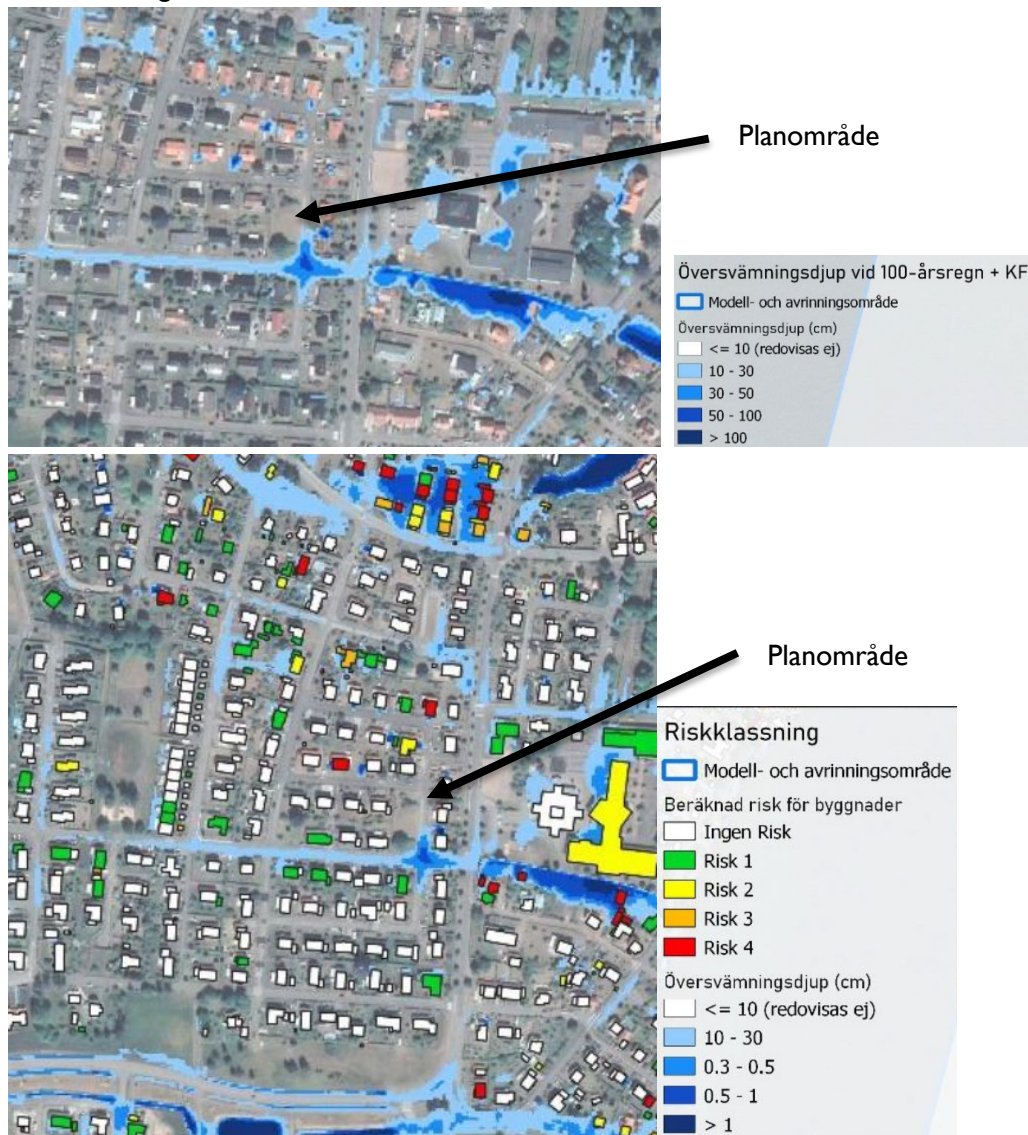 Planområde
Översvämningsdjup vid 100-årsregn + KF
Modell- och avrinningsområde
Översvämningsdjup (cm)
<= 10 (redovisas ej)
10 - 30
30 - 50
50 - 100
> 100
Planområde
Riskklassning
Modell- och avrinningsområde
Beräknad risk för byggnader
Ingen Risk
Risk 1
Risk 2
Risk 3
Risk 4
Översvämningsdjup (cm)
<= 10 (redovisas ej)
10 - 30
0.3 - 0.5
0.5 - 1
> 1